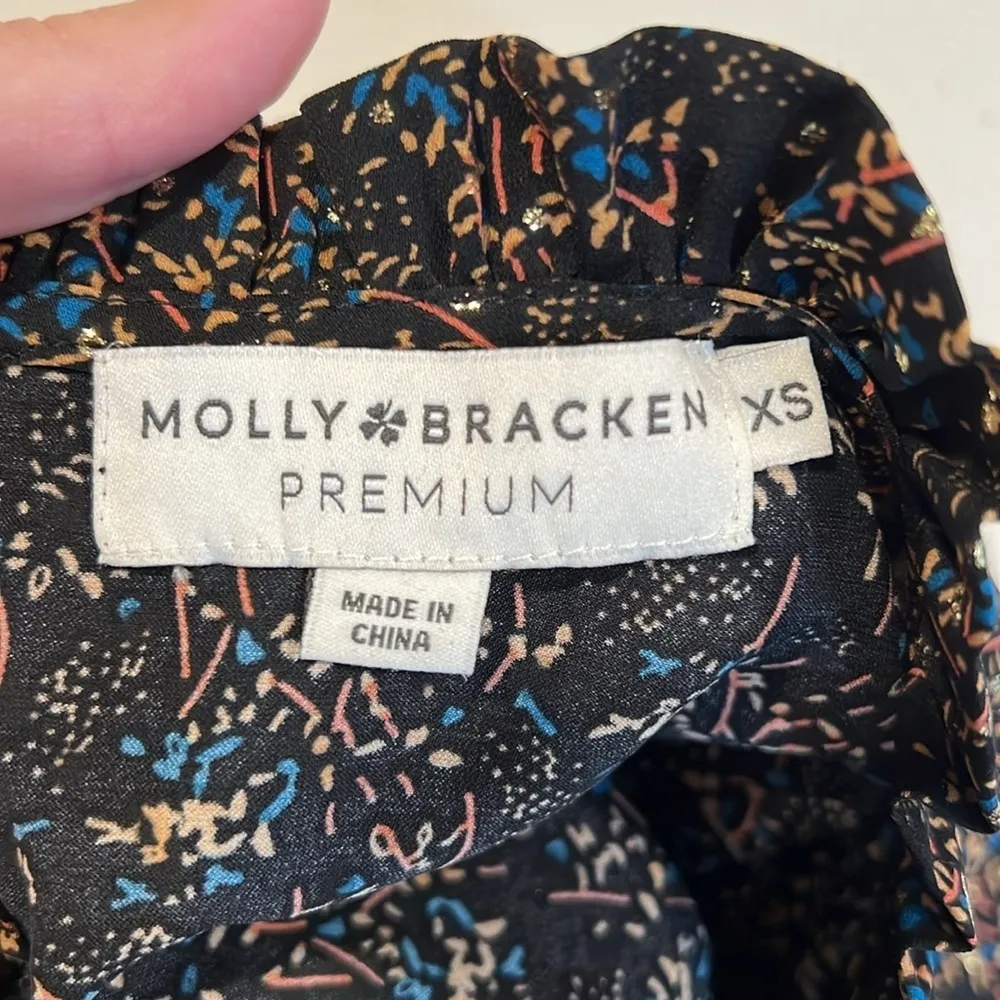 MOLLY BRACKEN
PREMIUM
XS
MADE IN
CHINA